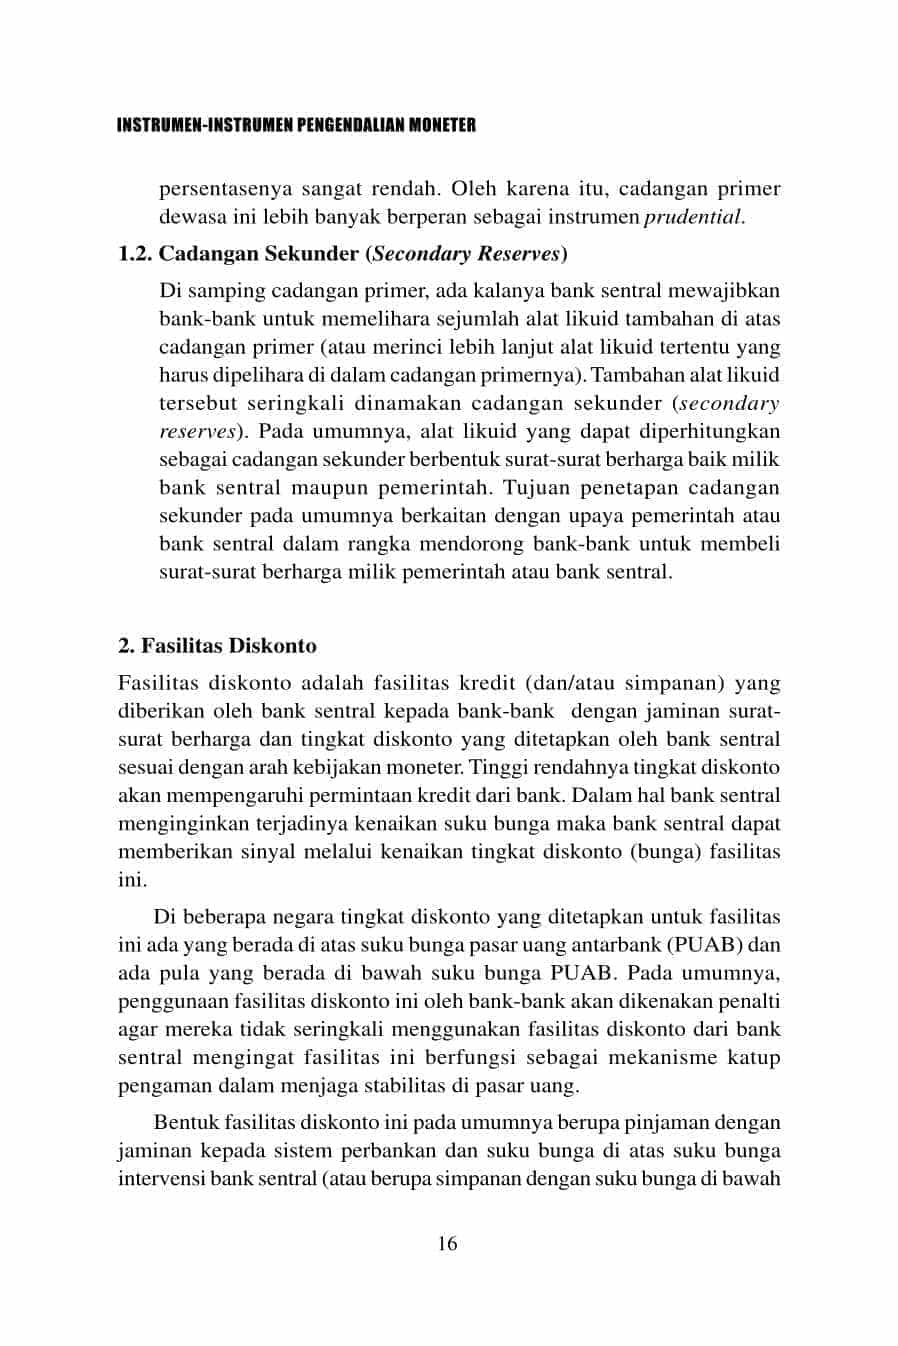 INSTRUMEN-INSTRUMEN PENGENDALIAN MONETER
persentasenya sangat rendah. Oleh karena itu, cadangan primer
dewasa ini lebih banyak berperan sebagai instrumen prudential.
1.2. Cadangan Sekunder (Secondary Reserves)
Di samping cadangan primer, ada kalanya bank sentral mewajibkan
bank-bank untuk memelihara sejumlah alat likuid tambahan di atas
cadangan primer (atau merinci lebih lanjut alat likuid tertentu yang
harus dipelihara di dalam cadangan primernya). Tambahan alat likuid
tersebut seringkali dinamakan cadangan sekunder (secondary
reserves). Pada umumnya, alat likuid yang dapat diperhitungkan
sebagai cadangan sekunder berbentuk surat-surat berharga baik milik
bank sentral maupun pemerintah. Tujuan penetapan cadangan
sekunder pada umumnya berkaitan dengan upaya pemerintah atau
bank sentral dalam rangka mendorong bank-bank untuk membeli
surat-surat berharga milik pemerintah atau bank sentral.
2. Fasilitas Diskonto
Fasilitas diskonto adalah fasilitas kredit (dan/atau simpanan) yang
diberikan oleh bank sentral kepada bank-bank dengan jaminan surat-
surat berharga dan tingkat diskonto yang ditetapkan oleh bank sentral
sesuai dengan arah kebijakan moneter. Tinggi rendahnya tingkat diskonto
akan mempengaruhi permintaan kredit dari bank. Dalam hal bank sentral
menginginkan terjadinya kenaikan suku bunga maka bank sentral dapat
memberikan sinyal melalui kenaikan tingkat diskonto (bunga) fasilitas
ini.
Di beberapa negara tingkat diskonto yang ditetapkan untuk fasilitas
ini ada yang berada di atas suku bunga pasar uang antarbank (PUAB) dan
ada pula yang berada di bawah suku bunga PUAB. Pada umumnya,
penggunaan fasilitas diskonto ini oleh bank-bank akan dikenakan penalti
agar mereka tidak seringkali menggunakan fasilitas diskonto dari bank
sentral mengingat fasilitas ini berfungsi sebagai mekanisme katup
pengaman dalam menjaga stabilitas di pasar uang.
Bentuk fasilitas diskonto ini pada umumnya berupa pinjaman dengan
jaminan kepada sistem perbankan dan suku bunga di atas suku bunga
intervensi bank sentral (atau berupa simpanan dengan suku bunga di bawah
16